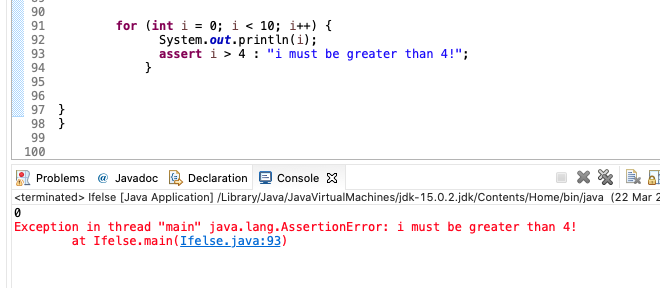 90
91 for (int i = 0; i < 10; i++) {
92 System.out.println(i);
93 assert i > 4 : "i must be greater than 4!";
94 }
95
96
97 }
98 }
99
100
Problems @ Javadoc Declaration Console
<terminated> Ifelse [Java Application] /Library/Java/JavaVirtualMachines/jdk-15.0.2.jdk/Contents/Home/bin/java (22 Mar 2
0
Exception in thread "main" java.lang.AssertionError: i must be greater than 4!
at Ifelse.main(Ifelse.java:93)